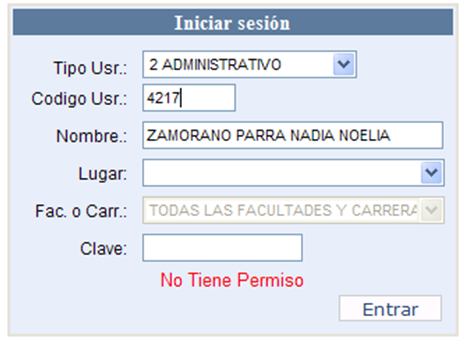 Iniciar sesión
Tipo Usr.: 2 ADMINISTRATIVO
Codigo Usr.: 4217
Nombre.: ZAMORANO PARRA NADIA NOELIA
Lugar:
Fac. o Carr.: TODAS LAS FACULTADES Y CARRERA
Clave:
No Tiene Permiso
Entrar